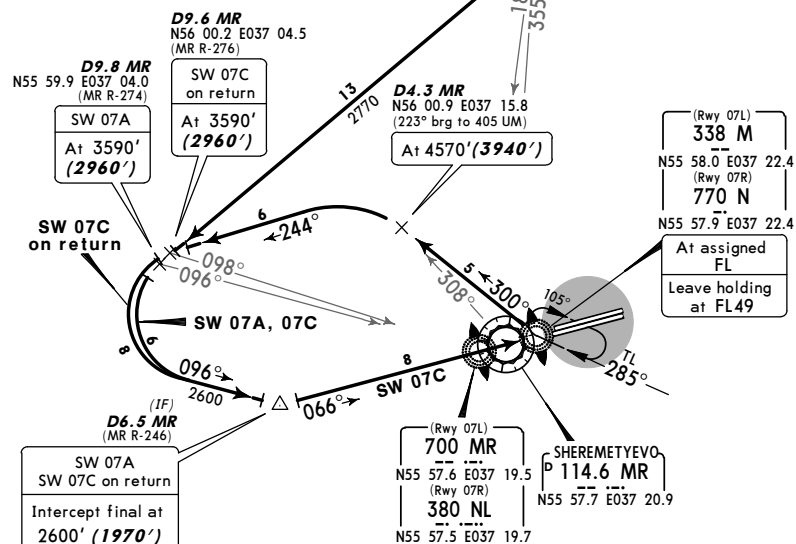 D9.6 MR
N56 00.2 E037 04.5
(MR R-276)
SW 07C
on return
At 3590'
(2960')
D9.8 MR
N55 59.9 E037 04.0
(MR R-274)
SW 07A
At 3590'
(2960')
18
355
13
2770
D4.3 MR
N56 00.9 E037 15.8
(223° brg to 405 UM)
At 4570' (3940')
(Rwy 07L)
338 M
N55 58.0 E037 22.4
(Rwy 07R)
770 N
N55 57.9 E037 22.4
At assigned
FL
Leave holding
at FL49
SW 07C
on return
6
244°
098°
096°
5
300°
308°
105°
SW 07A, 07C
8
6
096°
2600
8
SW 07C
066°
TL
285°
(IF)
D6.5 MR
(MR R-246)
SW 07A
SW 07C on return
Intercept final at
2600' (1970')
(Rwy 07L)
700 MR
N55 57.6 E037 19.5
(Rwy 07R)
380 NL
N55 57.5 E037 19.7
SHEREMETYEVO
D 114.6 MR
N55 57.7 E037 20.9